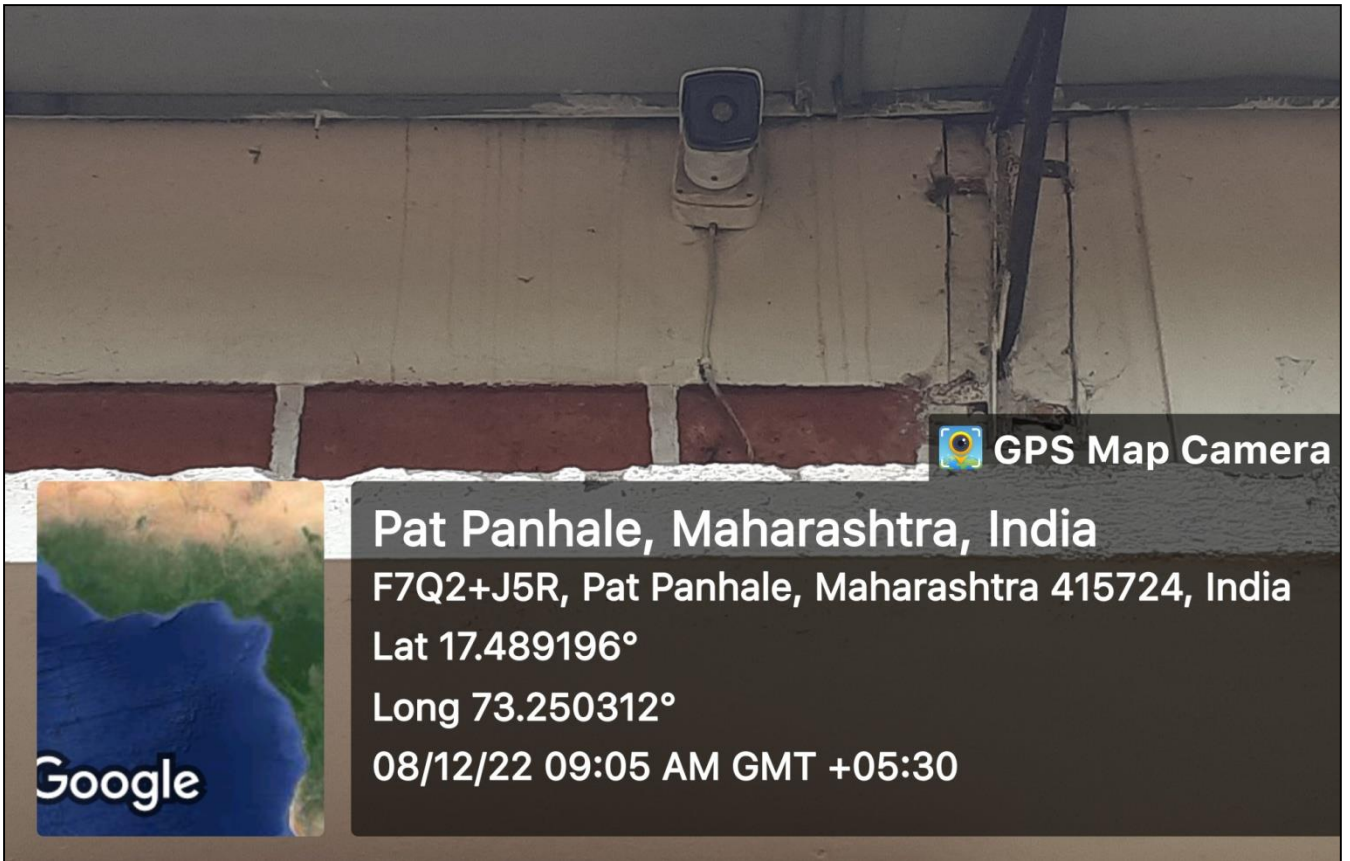 GPS Map Camera
Pat Panhale, Maharashtra, India
F7Q2+J5R, Pat Panhale, Maharashtra 415724, India
Lat 17.489196°
Long 73.250312°
08/12/22 09:05 AM GMT +05:30
Google